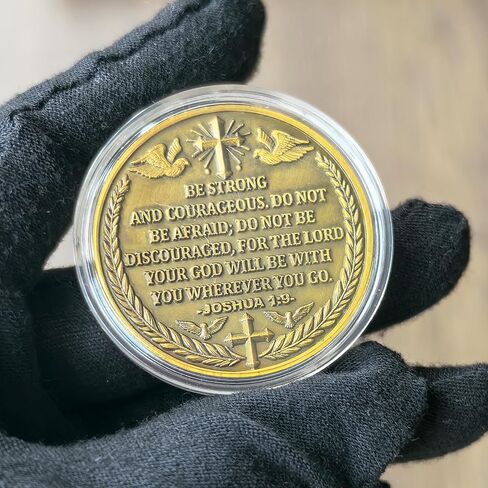 BE STRONG
AND COURAGEOUS. DO NOT
BE AFRAID; DO NOT BE
DISCOURAGED, FOR THE LORD
YOUR GOD WILL BE WITH
YOU WHEREVER YOU GO.
-JOSHUA 1:9-